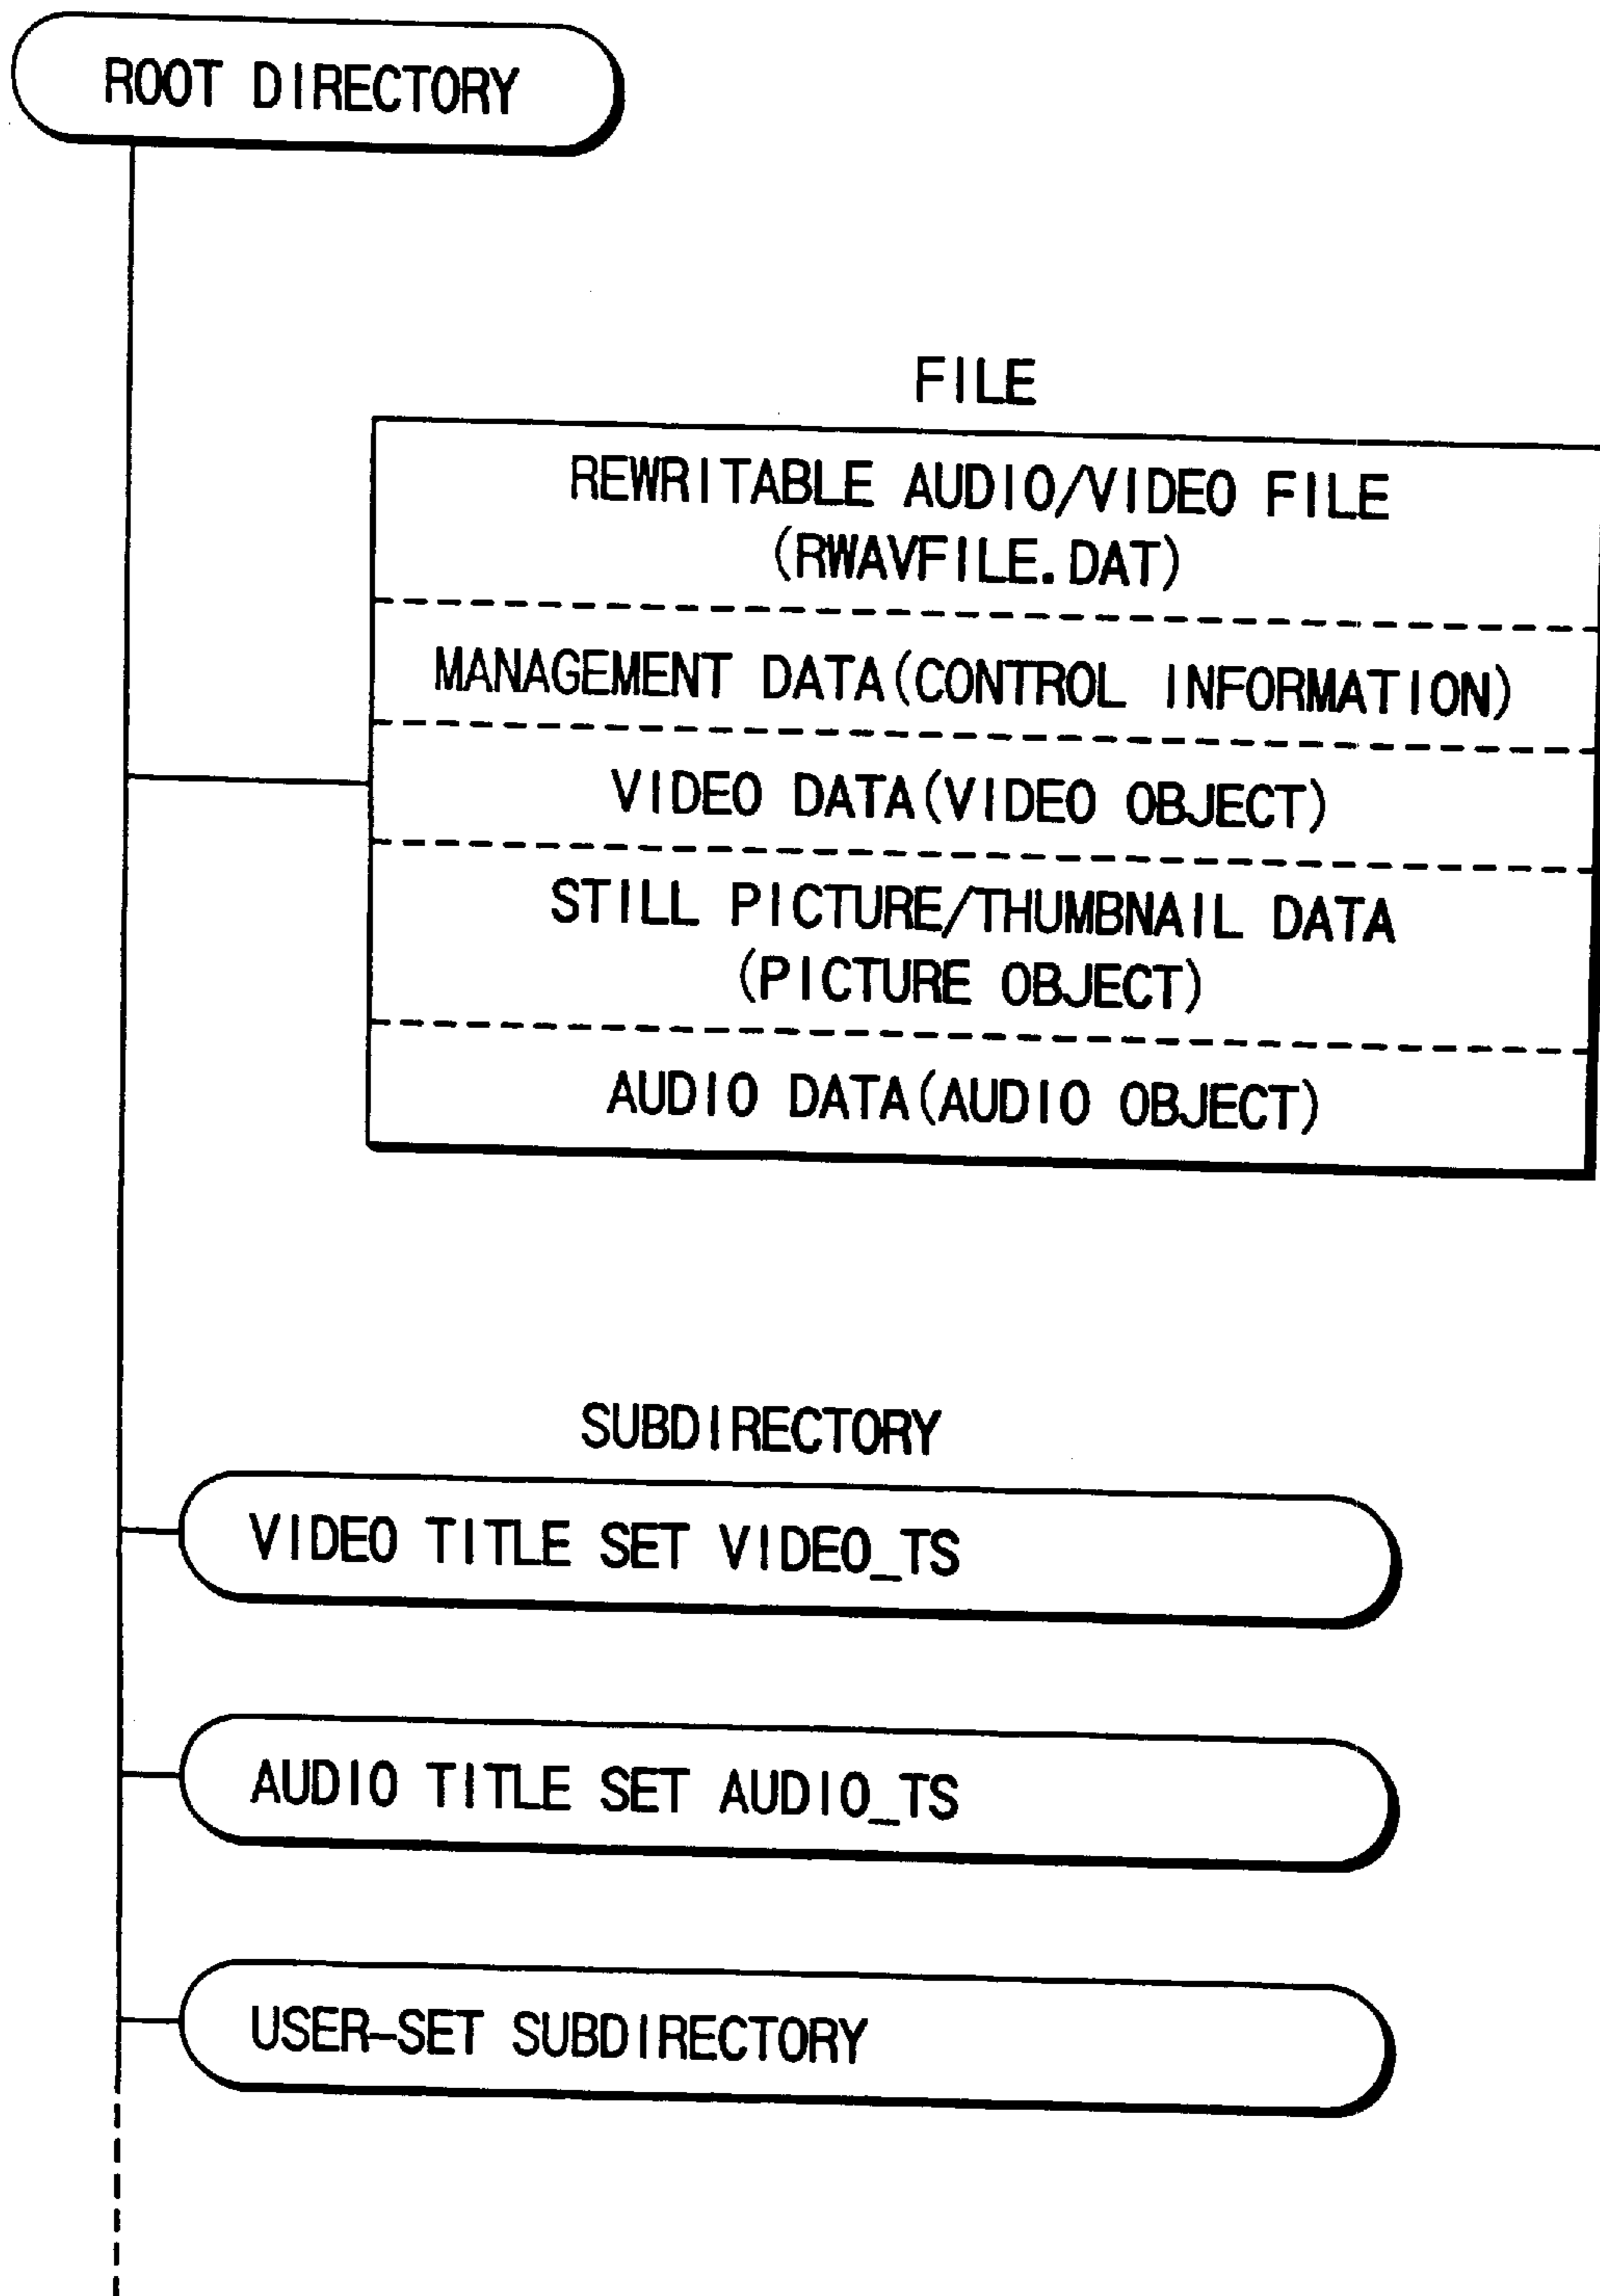 ROOT DIRECTORY
FILE
REWRITABLE AUDIO/VIDEO FILE
(RWAVFILE.DAT)
MANAGEMENT DATA(CONTROL INFORMATION)
VIDEO DATA(VIDEO OBJECT)
STILL PICTURE/THUMBNAIL DATA
(PICTURE OBJECT)
AUDIO DATA(AUDIO OBJECT)
SUBDIRECTORY
VIDEO TITLE SET VIDEO_TS
AUDIO TITLE SET AUDIO_TS
USER-SET SUBDIRECTORY